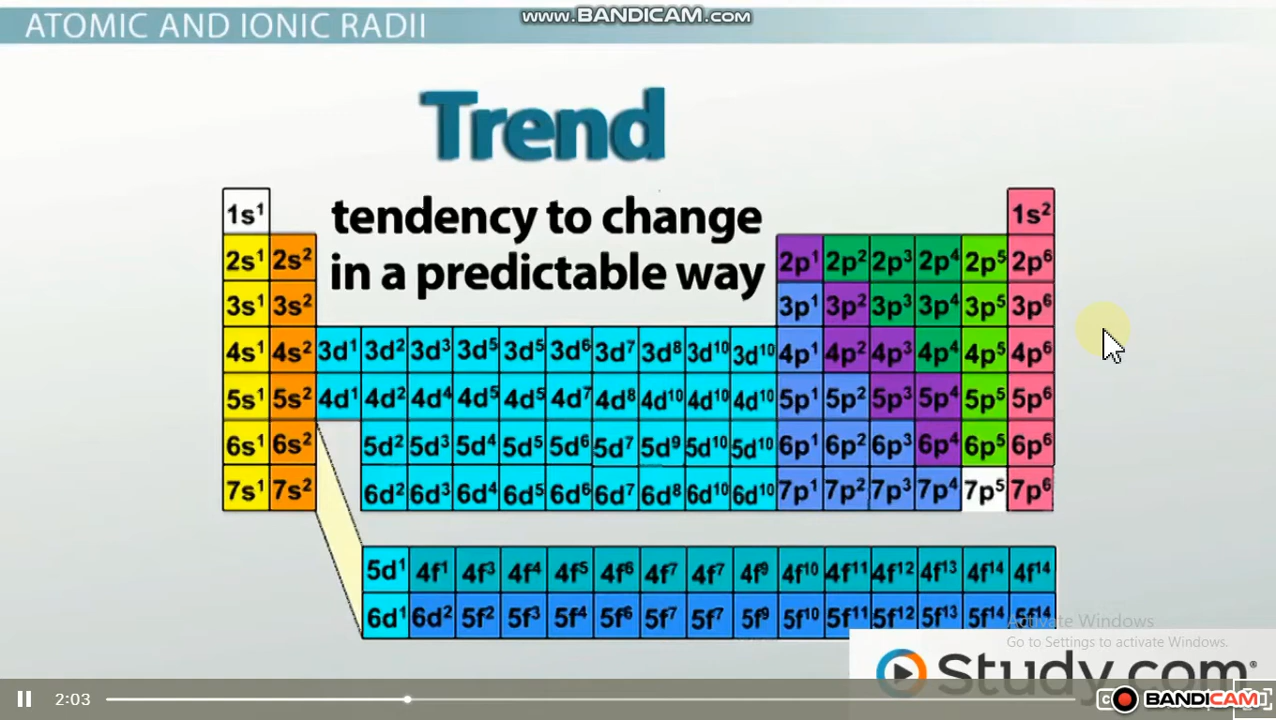 ATOMIC AND IONIC RADII
www.BANDICAM.com
Trend
tendency to change
in a predictable way
1s¹ 1s²
2s¹ 2s² 2p¹ 2p² 2p³ 2p⁴ 2p⁵ 2p⁶
3s¹ 3s² 3p¹ 3p² 3p³ 3p⁴ 3p⁵ 3p⁶
4s¹ 4s² 3d¹ 3d² 3d³ 3d⁵ 3d⁵ 3d⁶ 3d⁷ 3d⁸ 3d¹⁰ 3d¹⁰ 4p¹ 4p² 4p³ 4p⁴ 4p⁵ 4p⁶
5s¹ 5s² 4d¹ 4d² 4d⁴ 4d⁵ 4d⁵ 4d⁷ 4d⁸ 4d¹⁰ 4d¹⁰ 4d¹⁰ 5p¹ 5p² 5p³ 5p⁴ 5p⁵ 5p⁶
6s¹ 6s² 5d² 5d³ 5d⁴ 5d⁵ 5d⁶ 5d⁷ 5d⁹ 5d¹⁰ 5d¹⁰ 6p¹ 6p² 6p³ 6p⁴ 6p⁵ 6p⁶
7s¹ 7s² 6d² 6d³ 6d⁴ 6d⁵ 6d⁶ 6d⁷ 6d⁸ 6d¹⁰ 6d¹⁰ 7p¹ 7p² 7p³ 7p⁴ 7p⁵ 7p⁶
5d¹ 4f¹ 4f³ 4f⁴ 4f⁵ 4f⁶ 4f⁷ 4f⁷ 4f⁹ 4f¹⁰ 4f¹¹ 4f¹² 4f¹³ 4f¹⁴ 4f¹⁴
6d¹ 6d² 5f² 5f³ 5f⁴ 5f⁶ 5f⁷ 5f⁷ 5f⁹ 5f¹⁰ 5f¹¹ 5f¹² 5f¹³ 5f¹⁴ 5f¹⁴
Activate Windows
Go to Settings to activate Windows.
Study.com®
2:03
BANDICAM